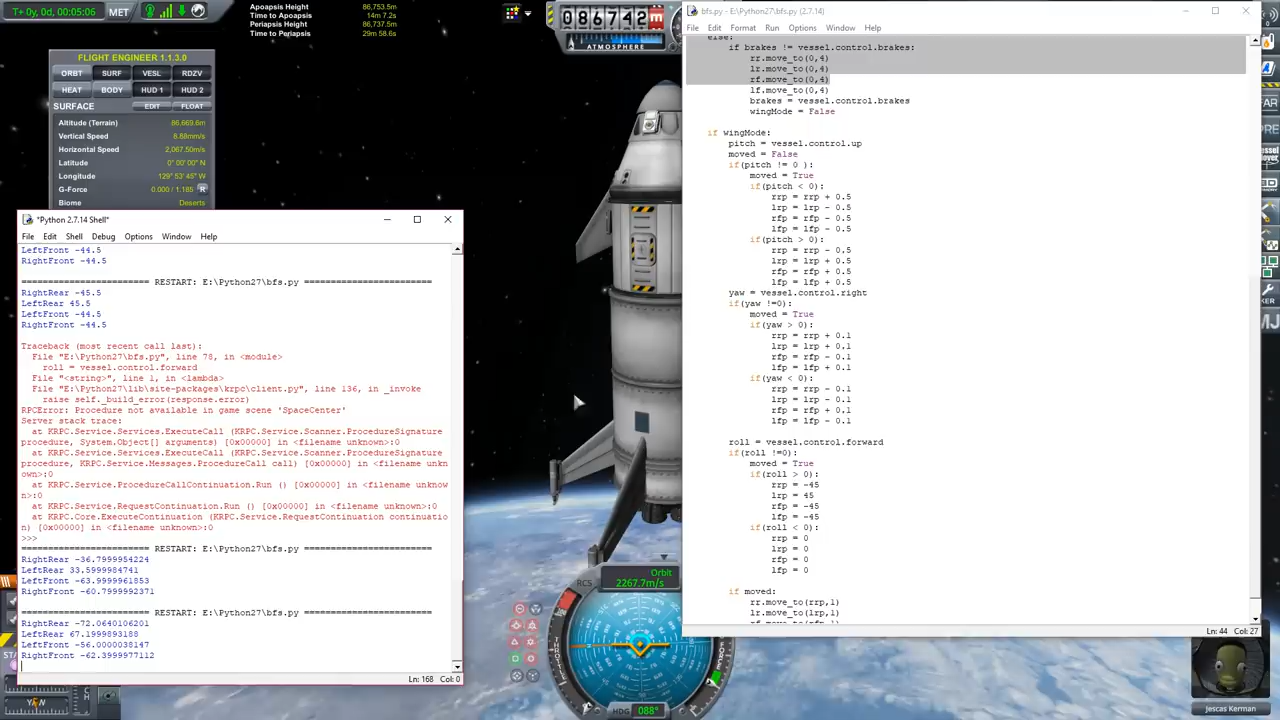 T+ 0y, 0d, 00:05:06 MET
Apoapsis Height 86,753.5m
Time to Apoapsis 14m 7.2s
Periapsis Height 86,737.5m
Time to Periapsis 29m 58.6s
086742 m
ATMOSPHERE
FLIGHT ENGINEER 1.1.3.0
ORBIT SURF VESL RDZV
HEAT BODY HUD 1 HUD 2
SURFACE EDIT FLOAT
Altitude (Terrain) 86,669.6m
Vertical Speed 8.88mm/s
Horizontal Speed 2,067.50m/s
Latitude 0° 00' 00" N
Longitude 129° 53' 45" W
G-Force 0.000 / 1.185 R
Biome Deserts
*Python 2.7.14 Shell*
File Edit Shell Debug Options Window Help
LeftFront -44.5
RightFront -44.5
======================== RESTART: E:\Python27\bfs.py ========================
RightRear -45.5
LeftRear 45.5
LeftFront -44.5
RightFront -44.5
Traceback (most recent call last):
File "E:\Python27\bfs.py", line 78, in <module>
roll = vessel.control.forward
File "<string>", line 1, in <lambda>
File "E:\Python27\lib\site-packages\krpc\client.py", line 136, in _invoke
raise self._build_error(response.error)
RPCError: Procedure not available in game scene 'SpaceCenter'
Server stack trace:
at KRPC.Service.Services.ExecuteCall (KRPC.Service.Scanner.ProcedureSignature
procedure, System.Object[] arguments) [0x00000] in <filename unknown>:0
at KRPC.Service.Services.ExecuteCall (KRPC.Service.Scanner.ProcedureSignature
procedure, KRPC.Service.Messages.ProcedureCall call) [0x00000] in <filename unkn
own>:0
at KRPC.Service.ProcedureCallContinuation.Run () [0x00000] in <filename unknow
n>:0
at KRPC.Service.RequestContinuation.Run () [0x00000] in <filename unknown>:0
at KRPC.Core.ExecuteContinuation (KRPC.Service.RequestContinuation continuatio
n) [0x00000] in <filename unknown>:0
>>>
======================== RESTART: E:\Python27\bfs.py ========================
RightRear -36.7999954224
LeftRear 33.5999984741
LeftFront -63.9999961853
RightFront -60.7999992371
======================== RESTART: E:\Python27\bfs.py ========================
RightRear -72.0640106201
LeftRear 67.1999893188
LeftFront -56.0000038147
RightFront -62.3999977112
Ln: 168 Col: 0
bfs.py - E:\Python27\bfs.py (2.7.14)
File Edit Format Run Options Window Help
else:
if brakes != vessel.control.brakes:
rr.move_to(0,4)
lr.move_to(0,4)
rf.move_to(0,4)
lf.move_to(0,4)
brakes = vessel.control.brakes
wingMode = False
if wingMode:
pitch = vessel.control.up
moved = False
if(pitch != 0 ):
moved = True
if(pitch < 0):
rrp = rrp + 0.5
lrp = lrp - 0.5
rfp = rfp - 0.5
lfp = lfp - 0.5
if(pitch > 0):
rrp = rrp - 0.5
lrp = lrp + 0.5
rfp = rfp + 0.5
lfp = lfp + 0.5
yaw = vessel.control.right
if(yaw !=0):
moved = True
if(yaw > 0):
rrp = rrp + 0.1
lrp = lrp + 0.1
rfp = rfp - 0.1
lfp = lfp + 0.1
if(yaw < 0):
rrp = rrp - 0.1
lrp = lrp - 0.1
rfp = rfp + 0.1
lfp = lfp - 0.1
roll = vessel.control.forward
if(roll !=0):
moved = True
if(roll > 0):
rrp = -45
lrp = 45
rfp = -45
lfp = -45
if(roll < 0):
rrp = 0
lrp = 0
rfp = 0
lfp = 0
if moved:
rr.move_to(rrp,1)
lr.move_to(lrp,1)
rf.move_to(rfp,1)
Ln: 44 Col: 27
RCS
Orbit
2267.7m/s
HDG 088°
Jescas Kerman